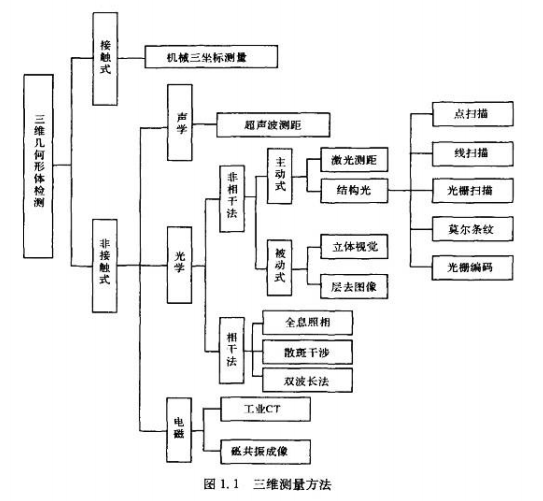 三维几何形体检测
接触式
机械三坐标测量
非接触式
声学
超声波测距
光学
非相干法
主动式
激光测距
结构光
点扫描
线扫描
光栅扫描
莫尔条纹
光栅编码
被动式
立体视觉
层去图像
相干法
全息照相
散斑干涉
双波长法
电磁
工业CT
磁共振成像
图 1.1 三维测量方法